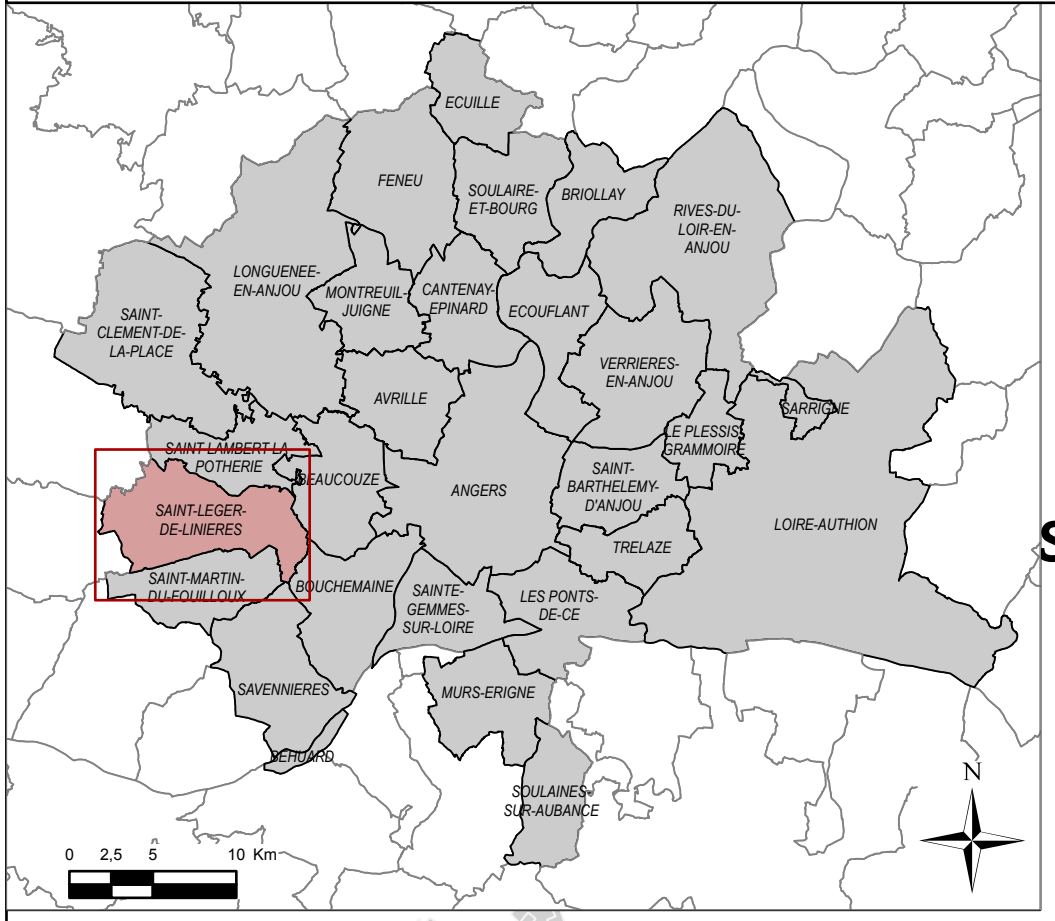 ECUILLE
FENEU
SOULAIRE-
ET-BOURG
BRIOLLAY
RIVES-DU-
LOIR-EN-
ANJOU
LONGUENEE-
EN-ANJOU
MONTREUIL-
JUIGNE
CANTENAY-
EPINARD
ECOUFLANT
SAINT-
CLEMENT-DE-
LA-PLACE
VERRIERES-
EN-ANJOU
AVRILLE
SARRIGNE
LE PLESSIS-
GRAMMOIRE
SAINT-LAMBERT-LA-
POTHERIE
BEAUCOUZE
ANGERS
SAINT-
BARTHELEMY-
D'ANJOU
SAINT-LEGER-
DE-LINIERES
LOIRE-AUTHION
S
TRELAZE
SAINT-MARTIN-
DU-FOUILLOUX
BOUCHEMAINE
SAINTE-
GEMMES-
SUR-LOIRE
LES PONTS-
DE-CE
SAVENNIERES
MURS-ERIGNE
BEHUARD
SOULAINES-
SUR-AUBANCE
N
0 2,5 5 10 Km